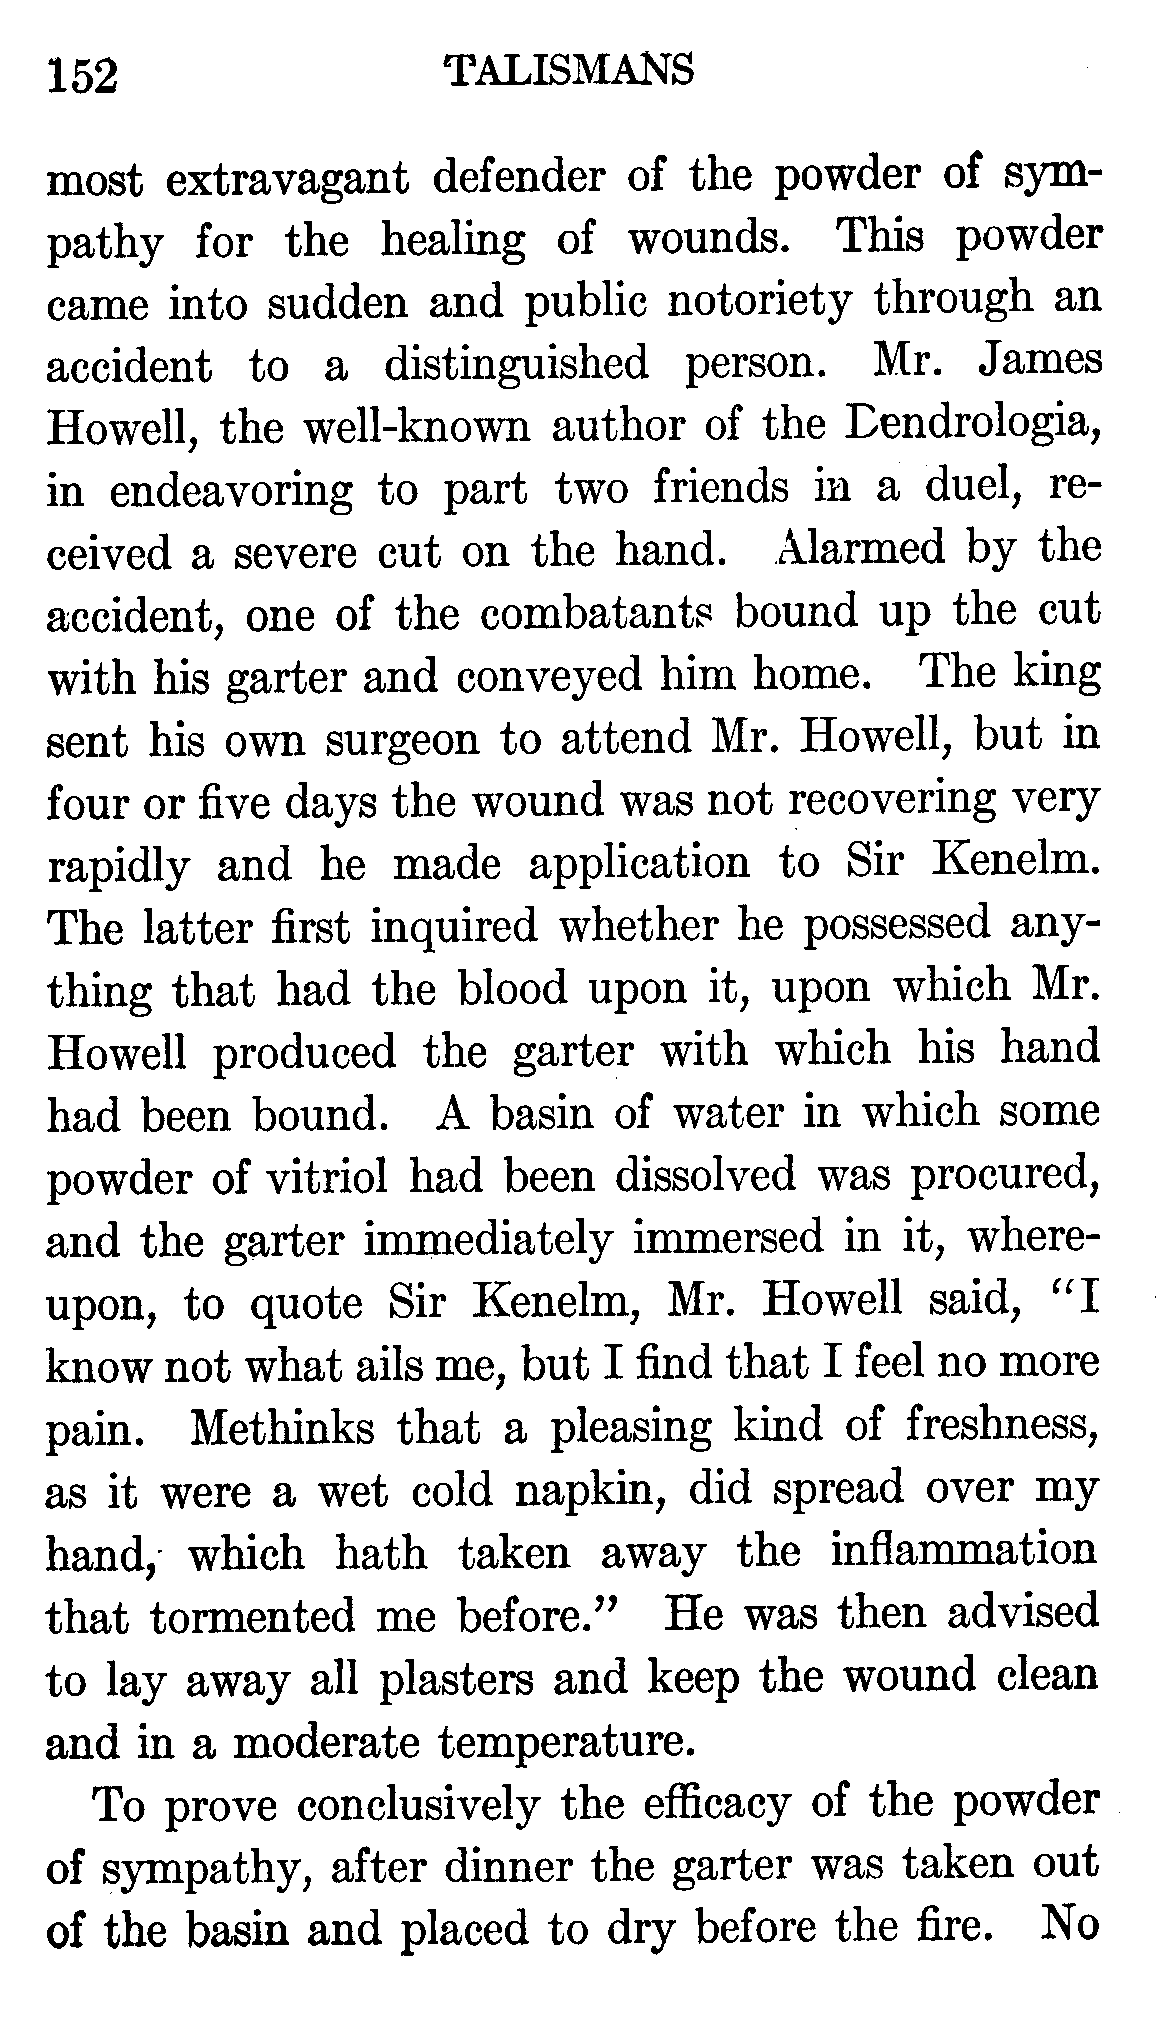 152 TALISMANS
most extravagant defender of the powder of sym-
pathy for the healing of wounds. This powder
came into sudden and public notoriety through an
accident to a distinguished person. Mr. James
Howell, the well-known author of the Dendrologia,
in endeavoring to part two friends in a duel, re-
ceived a severe cut on the hand. Alarmed by the
accident, one of the combatants bound up the cut
with his garter and conveyed him home. The king
sent his own surgeon to attend Mr. Howell, but in
four or five days the wound was not recovering very
rapidly and he made application to Sir Kenelm.
The latter first inquired whether he possessed any-
thing that had the blood upon it, upon which Mr.
Howell produced the garter with which his hand
had been bound. A basin of water in which some
powder of vitriol had been dissolved was procured,
and the garter immediately immersed in it, where-
upon, to quote Sir Kenelm, Mr. Howell said, “I
know not what ails me, but I find that I feel no more
pain. Methinks that a pleasing kind of freshness,
as it were a wet cold napkin, did spread over my
hand, which hath taken away the inflammation
that tormented me before.” He was then advised
to lay away all plasters and keep the wound clean
and in a moderate temperature.
To prove conclusively the efficacy of the powder
of sympathy, after dinner the garter was taken out
of the basin and placed to dry before the fire. No